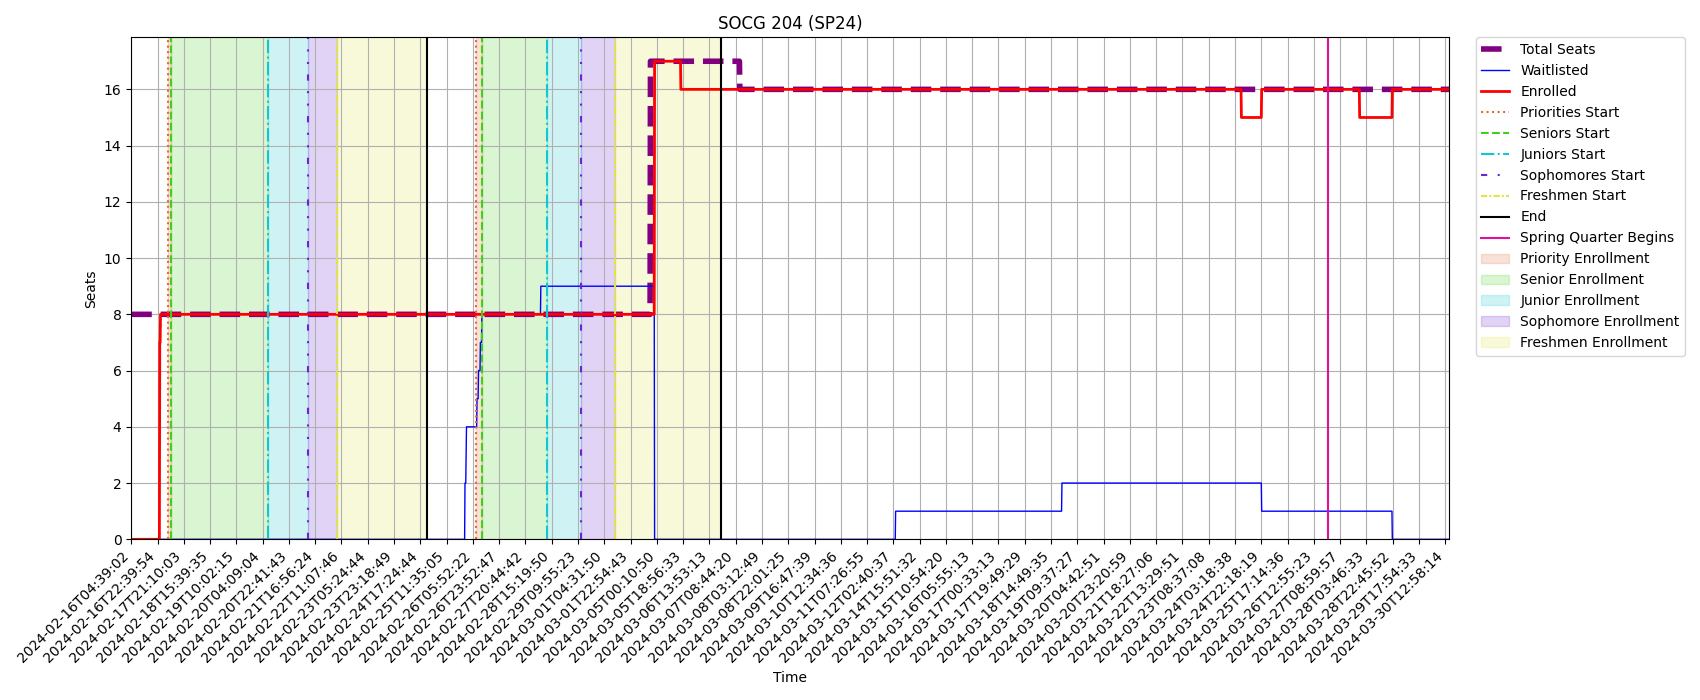 SOCG 204 (SP24)
Seats
16
14
12
10
8
6
4
2
0
2024-02-16T04:39:02
2024-02-16T22:39:54
2024-02-17T21:10:03
2024-02-18T15:39:35
2024-02-19T10:02:15
2024-02-20T04:09:04
2024-02-20T22:41:43
2024-02-21T16:56:24
2024-02-22T11:07:46
2024-02-23T05:24:44
2024-02-23T23:18:49
2024-02-24T17:24:44
2024-02-25T11:35:05
2024-02-26T05:52:22
2024-02-26T23:52:47
2024-02-27T20:44:42
2024-02-28T15:19:50
2024-02-29T09:55:23
2024-03-01T04:31:50
2024-03-01T22:54:43
2024-03-05T00:10:50
2024-03-05T18:56:33
2024-03-06T13:53:13
2024-03-07T08:44:20
2024-03-08T03:12:49
2024-03-08T22:01:25
2024-03-09T16:47:39
2024-03-10T12:34:36
2024-03-11T07:26:55
2024-03-12T02:40:37
2024-03-14T15:51:32
2024-03-15T10:54:20
2024-03-16T05:55:13
2024-03-17T00:33:13
2024-03-17T19:49:29
2024-03-18T14:49:35
2024-03-19T09:37:27
2024-03-20T04:42:51
2024-03-20T23:20:59
2024-03-21T18:27:06
2024-03-22T13:29:51
2024-03-23T08:37:08
2024-03-24T03:18:38
2024-03-24T22:18:19
2024-03-25T17:14:36
2024-03-26T12:55:23
2024-03-27T08:59:57
2024-03-28T03:46:33
2024-03-28T22:45:52
2024-03-29T17:54:33
2024-03-30T12:58:14
Time
Total Seats
Waitlisted
Enrolled
Priorities Start
Seniors Start
Juniors Start
Sophomores Start
Freshmen Start
End
Spring Quarter Begins
Priority Enrollment
Senior Enrollment
Junior Enrollment
Sophomore Enrollment
Freshmen Enrollment